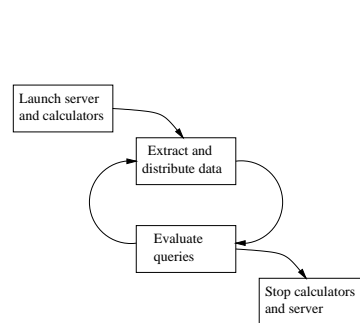 Launch server
and calculators
Extract and
distribute data
Evaluate
queries
Stop calculators
and server